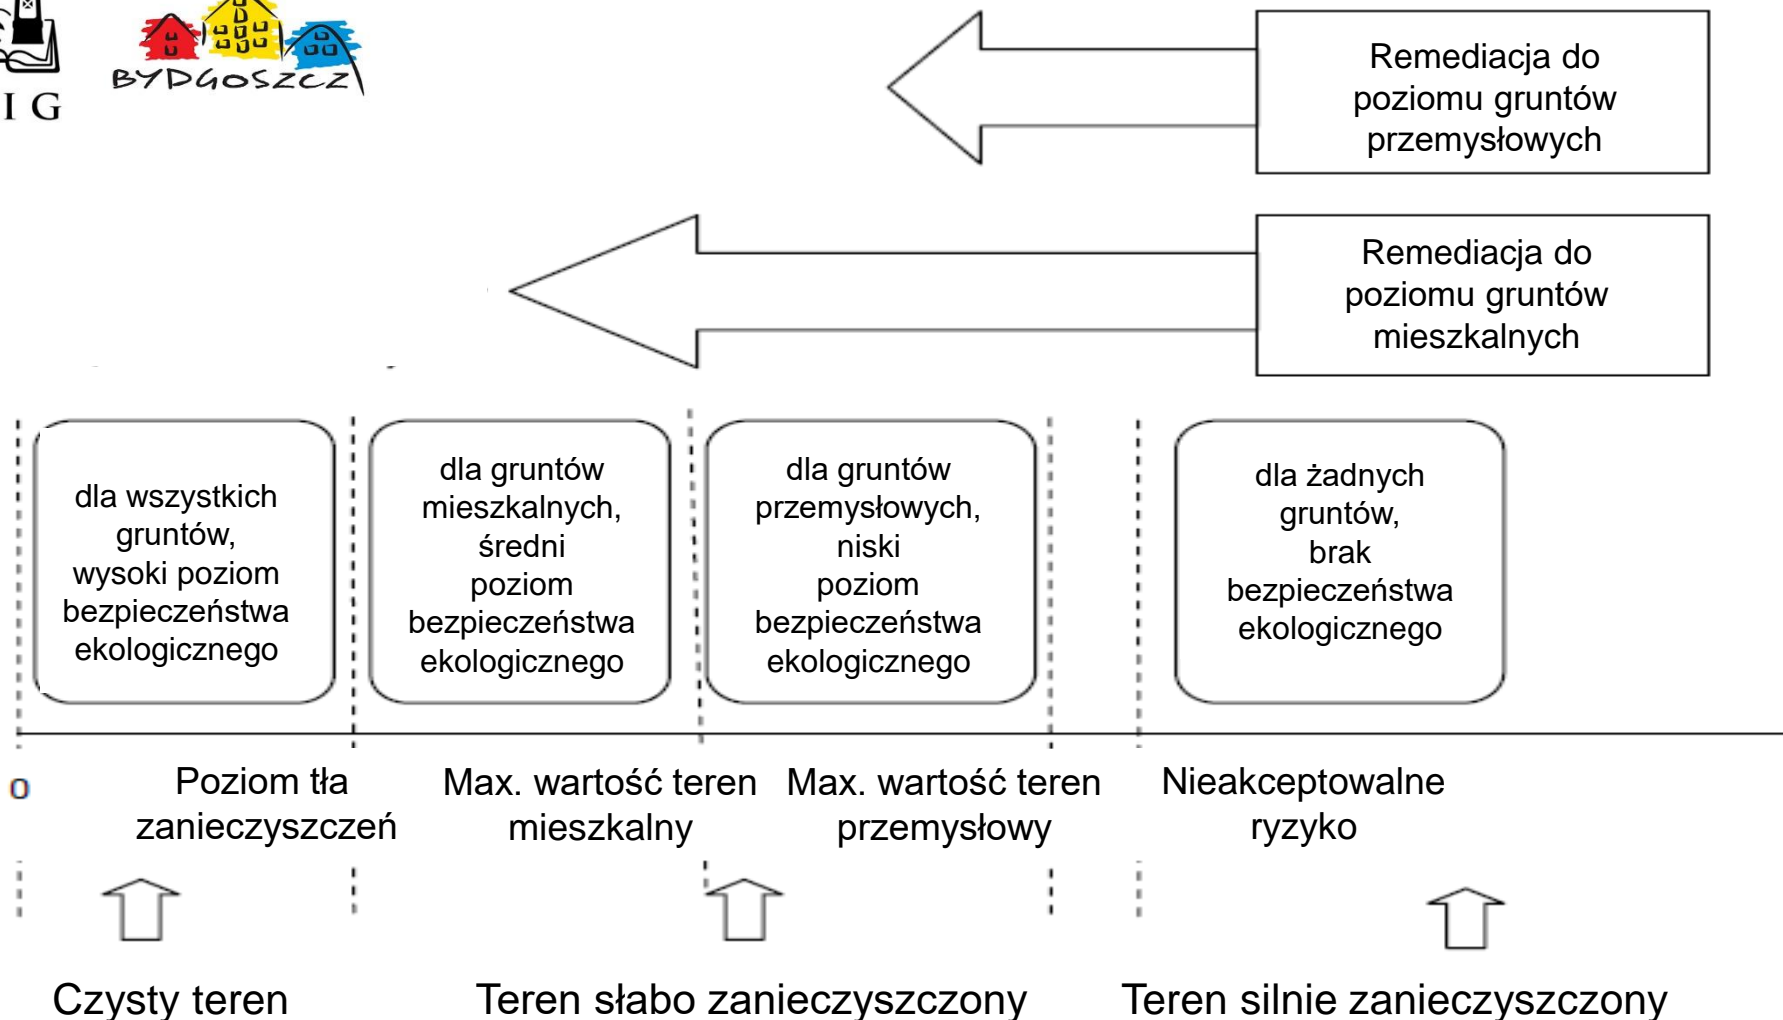 I G
BYDGOSZCZ
Remediacja do
poziomu gruntów
przemysłowych
Remediacja do
poziomu gruntów
mieszkalnych
dla wszystkich
gruntów,
wysoki poziom
bezpieczeństwa
ekologicznego
dla gruntów
mieszkalnych,
średni
poziom
bezpieczeństwa
ekologicznego
dla gruntów
przemysłowych,
niski
poziom
bezpieczeństwa
ekologicznego
dla żadnych
gruntów,
brak
bezpieczeństwa
ekologicznego
0
Poziom tła
zanieczyszczeń
Max. wartość teren
mieszkalny
Max. wartość teren
przemysłowy
Nieakceptowalne
ryzyko
Czysty teren
Teren słabo zanieczyszczony
Teren silnie zanieczyszczony